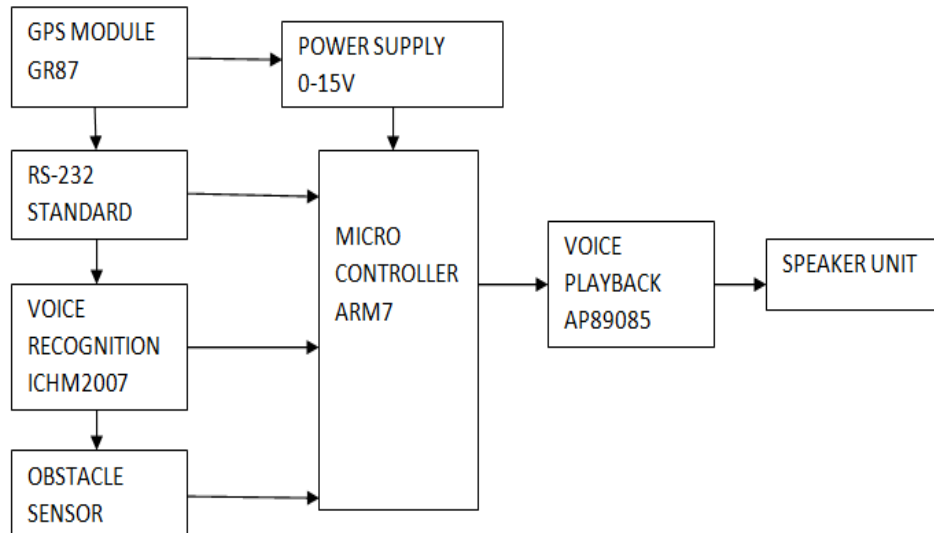 GPS MODULE
GR87
POWER SUPPLY
0-15V
RS-232
STANDARD
MICRO
CONTROLLER
ARM7
VOICE
PLAYBACK
AP89085
SPEAKER UNIT
VOICE
RECOGNITION
ICHM2007
OBSTACLE
SENSOR